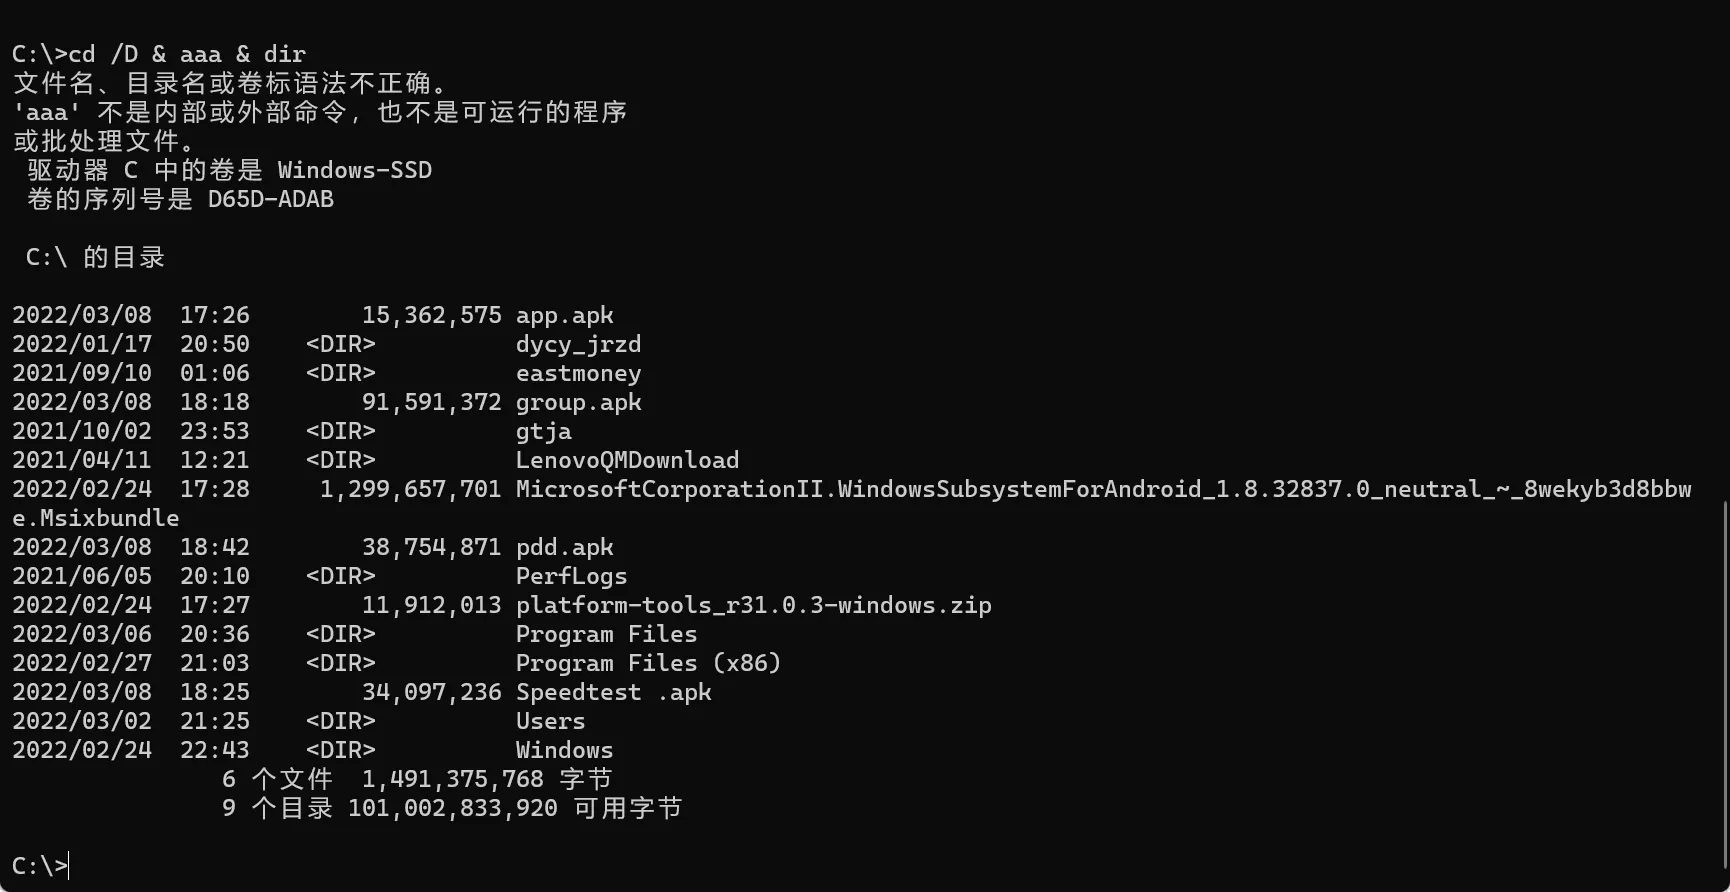 C:\>cd /D & aaa & dir
文件名、目录名或卷标语法不正确。
'aaa' 不是内部或外部命令，也不是可运行的程序
或批处理文件。
 驱动器 C 中的卷是 Windows-SSD
 卷的序列号是 D65D-ADAB

 C:\ 的目录

2022/03/08  17:26        15,362,575 app.apk
2022/01/17  20:50    <DIR>          dycy_jrzd
2021/09/10  01:06    <DIR>          eastmoney
2022/03/08  18:18        91,591,372 group.apk
2021/10/02  23:53    <DIR>          gtja
2021/04/11  12:21    <DIR>          LenovoQMDownload
2022/02/24  17:28     1,299,657,701 MicrosoftCorporationII.WindowsSubsystemForAndroid_1.8.32837.0_neutral_~_8wekyb3d8bbw
e.Msixbundle
2022/03/08  18:42        38,754,871 pdd.apk
2021/06/05  20:10    <DIR>          PerfLogs
2022/02/24  17:27        11,912,013 platform-tools_r31.0.3-windows.zip
2022/03/06  20:36    <DIR>          Program Files
2022/02/27  21:03    <DIR>          Program Files (x86)
2022/03/08  18:25        34,097,236 Speedtest .apk
2022/03/02  21:25    <DIR>          Users
2022/02/24  22:43    <DIR>          Windows
               6 个文件  1,491,375,768 字节
               9 个目录 101,002,833,920 可用字节

C:\>